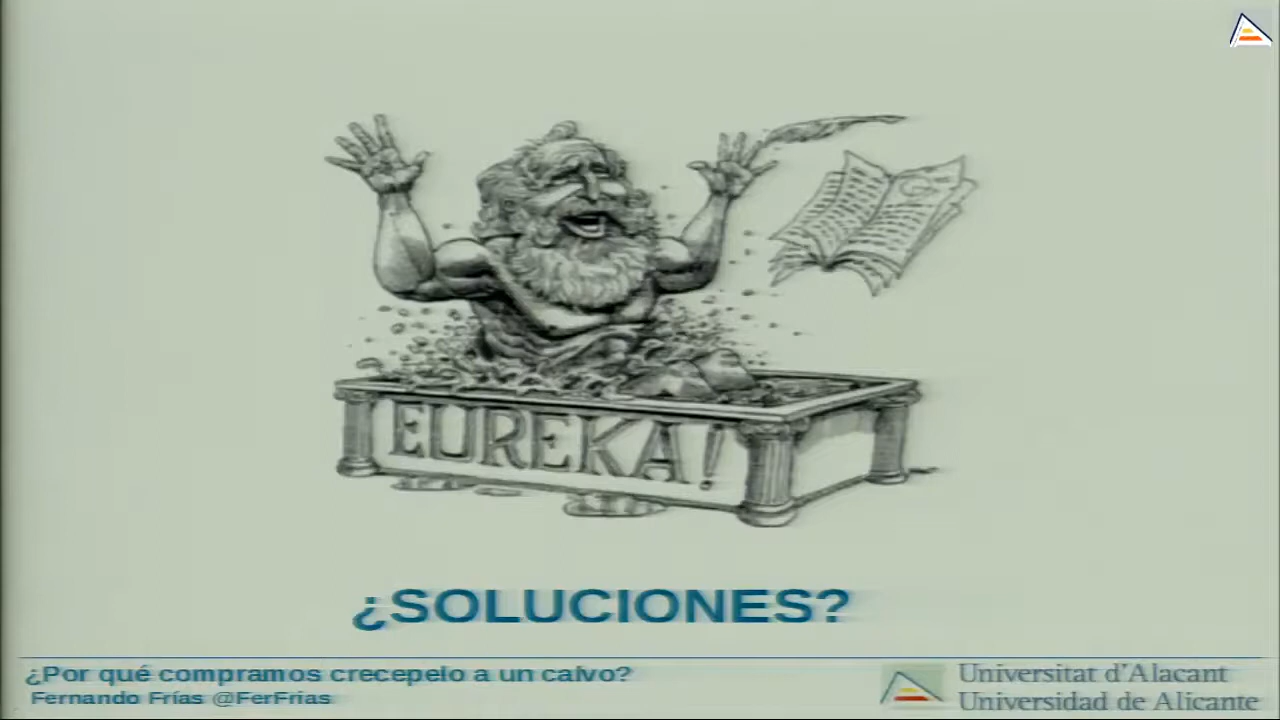 EUREKA!
¿SOLUCIONES?
¿Por qué compramos crecepelo a un calvo?
Fernando Frías @FerFrias
Universitat d'Alacant
Universidad de Alicante